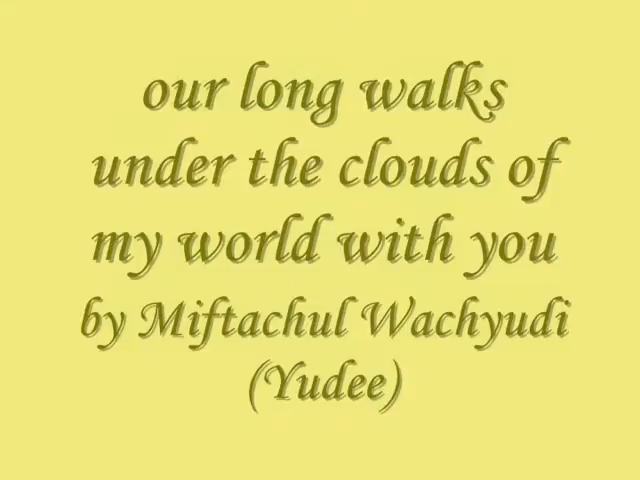 our long walks
under the clouds of
my world with you
by Miftachul Wachyudi
(Yudee)